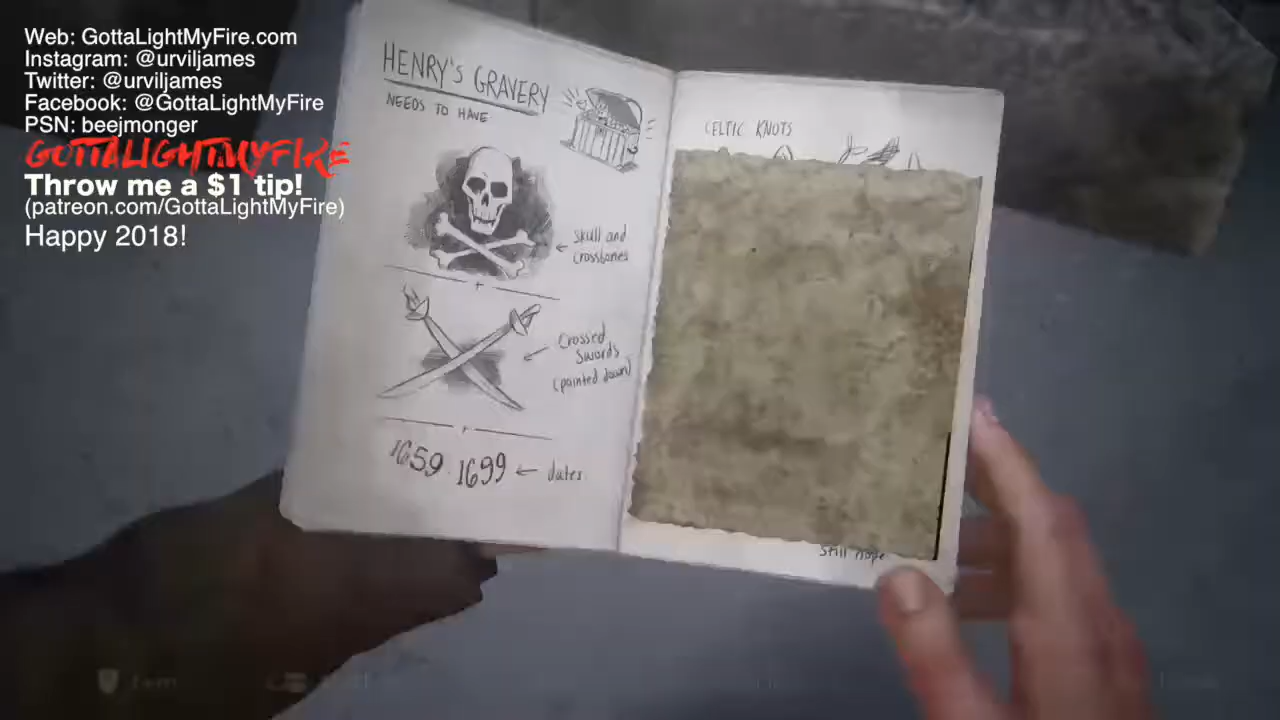 Web: GottaLightMyFire.com
Instagram: @urviljames
Twitter: @urviljames
Facebook: @GottaLightMyFire
PSN: beejmonger
GOTTALIGHTMYFIRE
Throw me a $1 tip!
(patreon.com/GottaLightMyFire)
Happy 2018!
HENRY'S GRAVERY
NEEDS TO HAVE
skull and
crossbones
Crossed
Swords
(pointed down)
1659 - 1699
dates
CELTIC KNOTS
Still nope